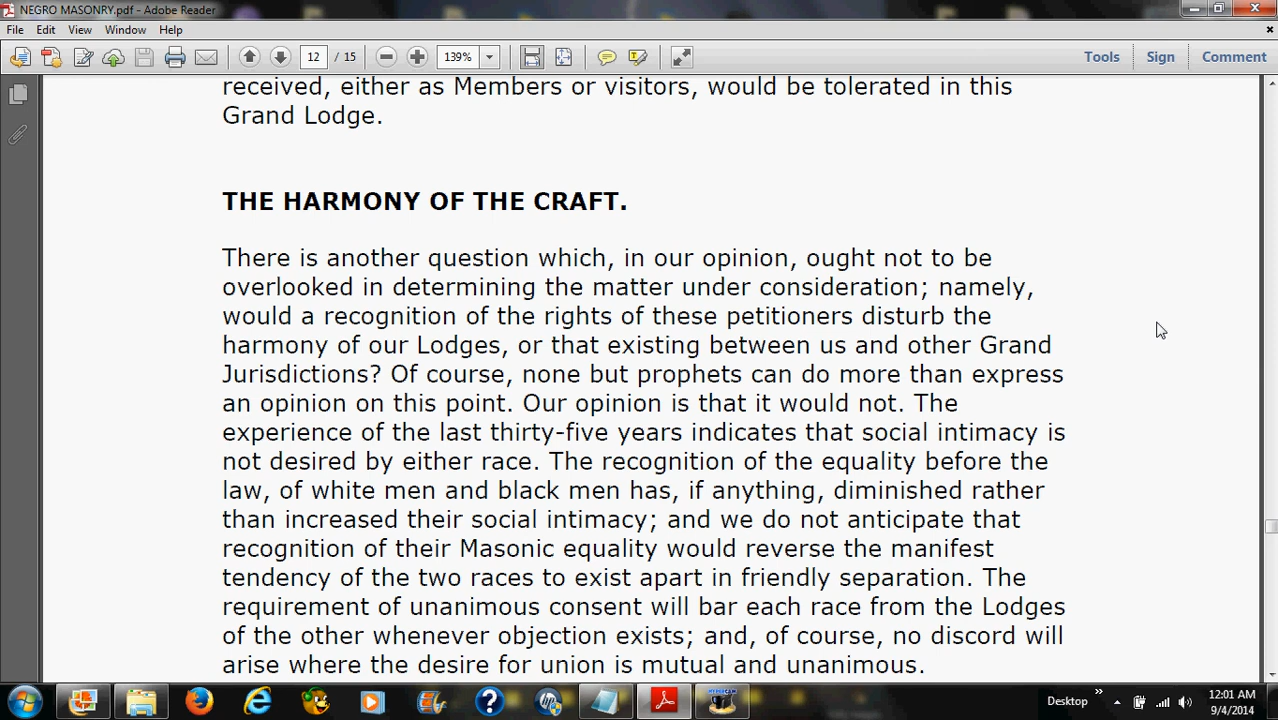 NEGRO MASONRY.pdf - Adobe Reader
File Edit View Window Help
12 / 15 139% Tools Sign Comment
received, either as Members or visitors, would be tolerated in this
Grand Lodge.
THE HARMONY OF THE CRAFT.
There is another question which, in our opinion, ought not to be
overlooked in determining the matter under consideration; namely,
would a recognition of the rights of these petitioners disturb the
harmony of our Lodges, or that existing between us and other Grand
Jurisdictions? Of course, none but prophets can do more than express
an opinion on this point. Our opinion is that it would not. The
experience of the last thirty-five years indicates that social intimacy is
not desired by either race. The recognition of the equality before the
law, of white men and black men has, if anything, diminished rather
than increased their social intimacy; and we do not anticipate that
recognition of their Masonic equality would reverse the manifest
tendency of the two races to exist apart in friendly separation. The
requirement of unanimous consent will bar each race from the Lodges
of the other whenever objection exists; and, of course, no discord will
arise where the desire for union is mutual and unanimous.
Desktop
12:01 AM
9/4/2014